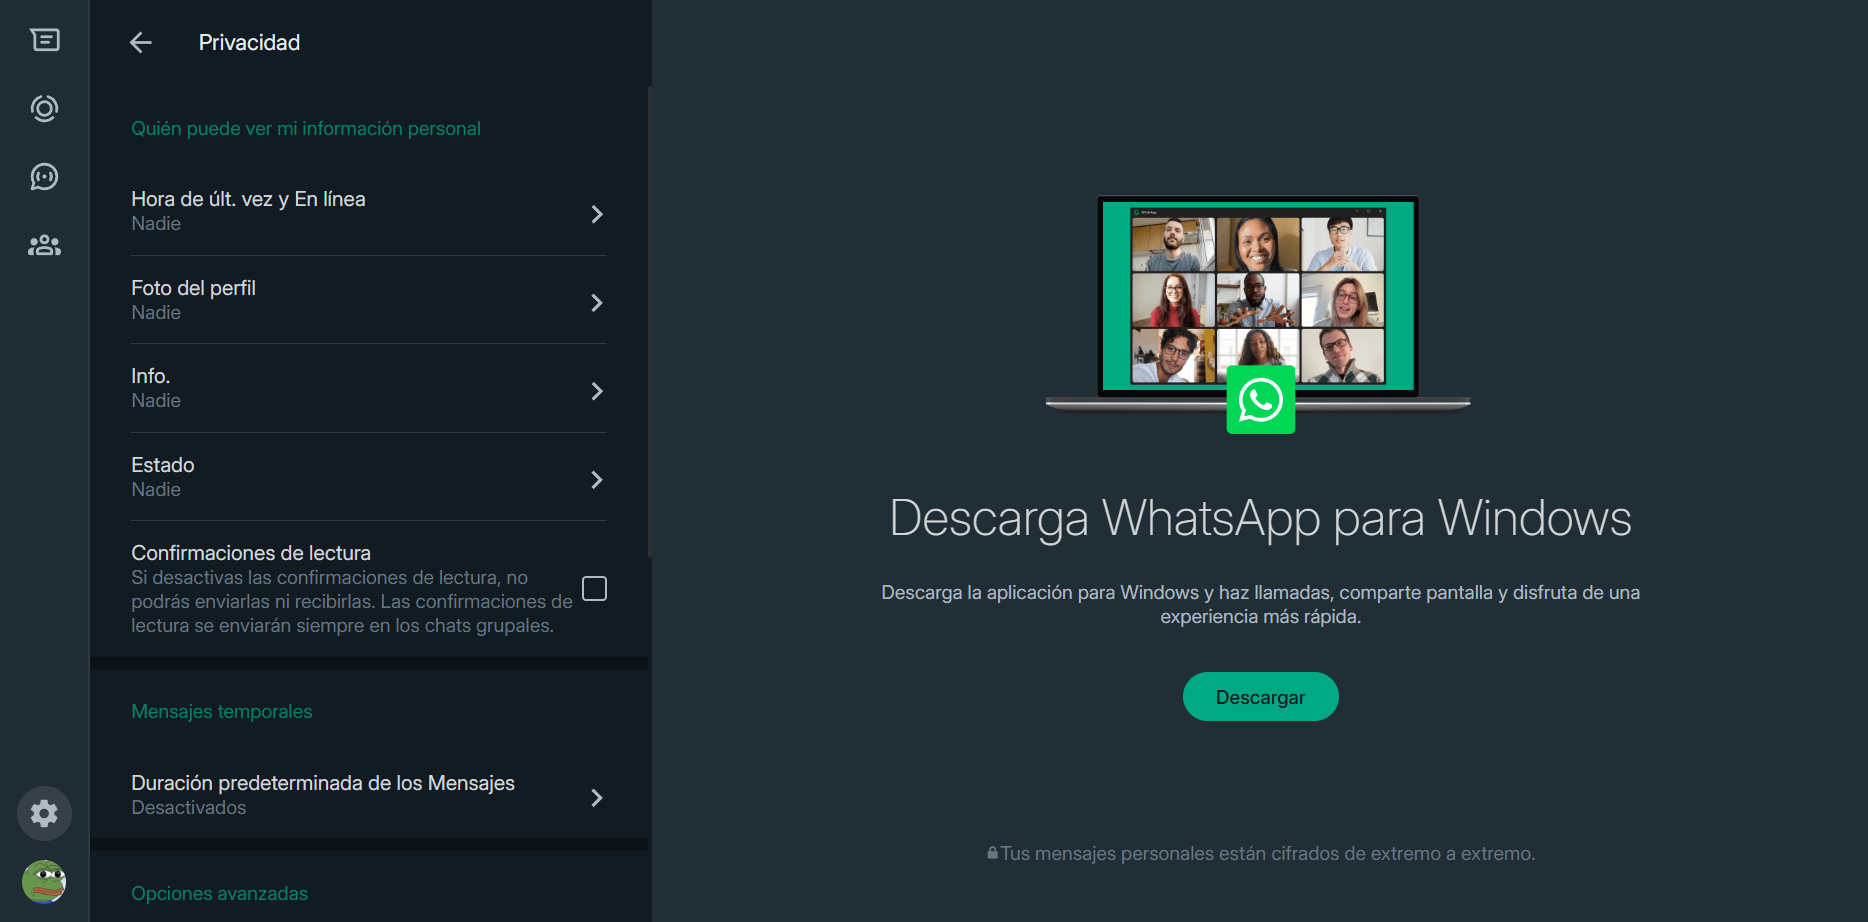 Privacidad
Quién puede ver mi información personal
Hora de últ. vez y En línea
Nadie
Foto del perfil
Nadie
Info.
Nadie
Estado
Nadie
Confirmaciones de lectura
Si desactivas las confirmaciones de lectura, no
podrás enviarlas ni recibirlas. Las confirmaciones de
lectura se enviarán siempre en los chats grupales.
Mensajes temporales
Duración predeterminada de los Mensajes
Desactivados
Opciones avanzadas
WhatsApp
Descarga WhatsApp para Windows
Descarga la aplicación para Windows y haz llamadas, comparte pantalla y disfruta de una
experiencia más rápida.
Descargar
Tus mensajes personales están cifrados de extremo a extremo.